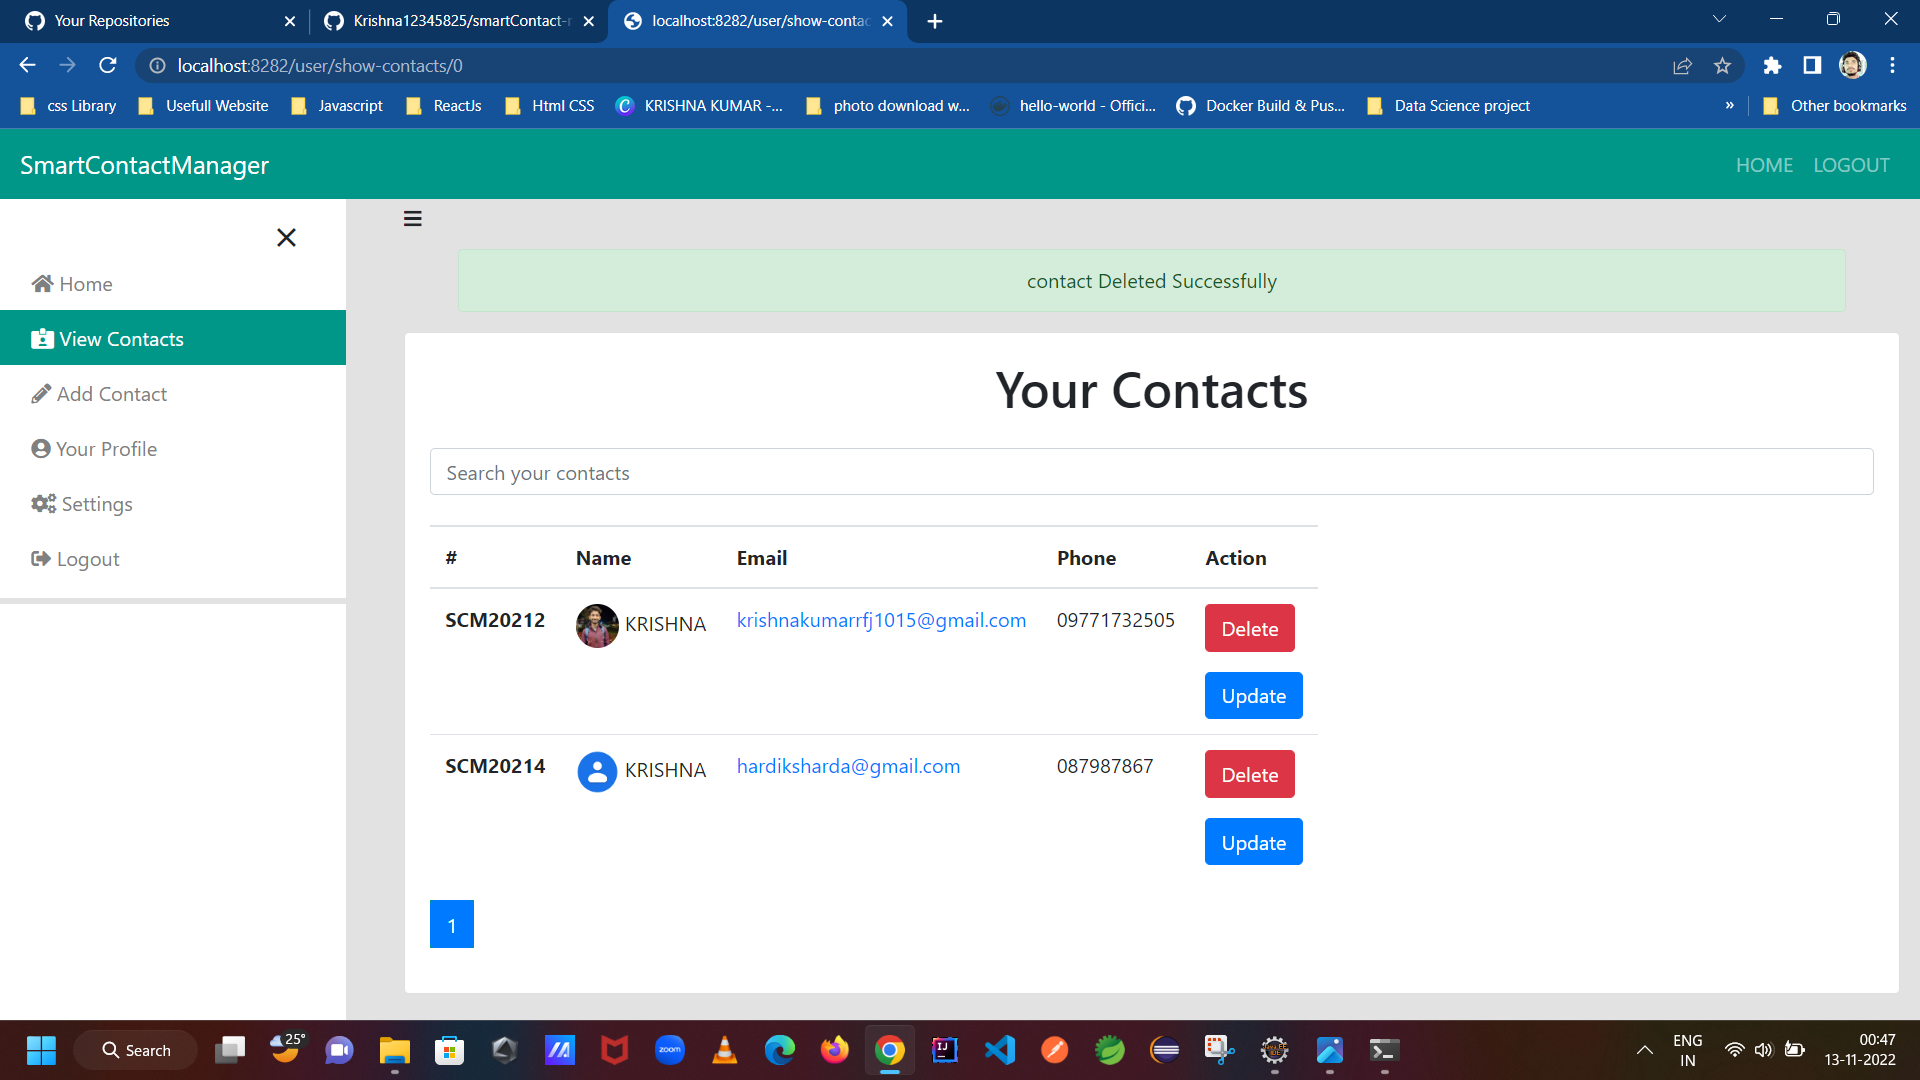 Your Repositories
Krishna12345825/smartContact-
localhost:8282/user/show-contac
localhost:8282/user/show-contacts/0
css Library
Usefull Website
Javascript
ReactJs
Html CSS
KRISHNA KUMAR -...
photo download w...
hello-world - Offici...
Docker Build & Pus...
Data Science project
»
Other bookmarks
SmartContactManager
HOME
LOGOUT
Home
View Contacts
Add Contact
Your Profile
Settings
Logout
contact Deleted Successfully
Your Contacts
Search your contacts
# Name Email Phone Action
SCM20212 KRISHNA krishnakumarrfj1015@gmail.com 09771732505 Delete
Update
SCM20214 KRISHNA hardiksharda@gmail.com 087987867 Delete
Update
1
Search
25°
zoom
IJ
ENG
IN
00:47
13-11-2022